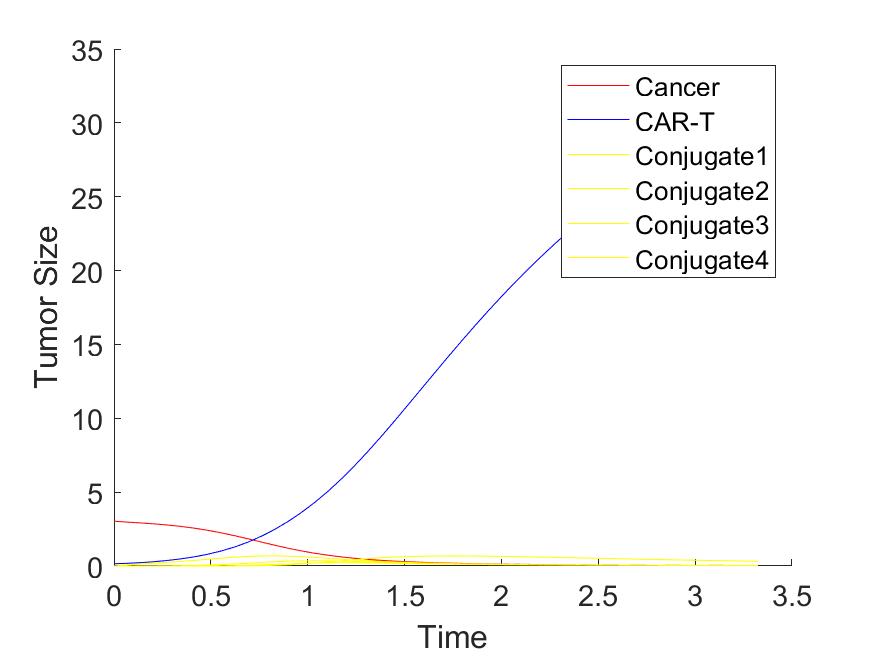 35
30
25
20
15
10
5
0
Tumor Size
Cancer
CAR-T
Conjugate1
Conjugate2
Conjugate3
Conjugate4
0 0.5 1 1.5 2 2.5 3 3.5
Time